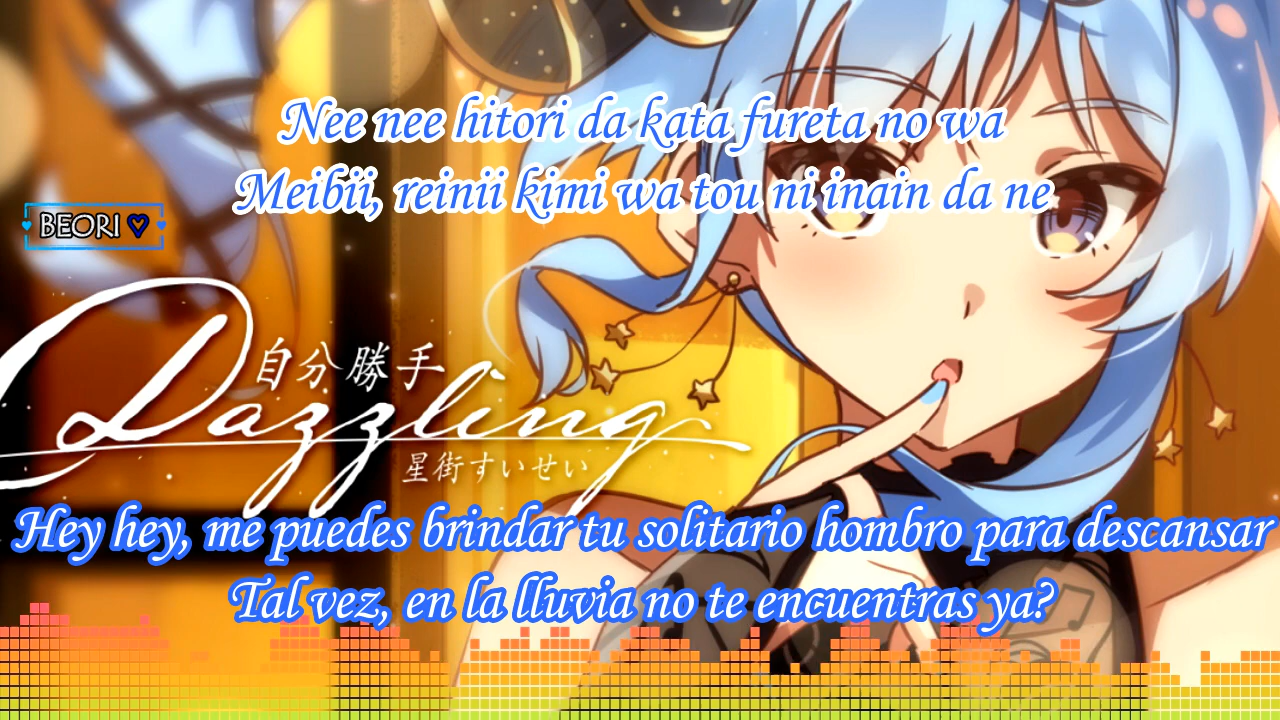 Nee nee hitori da kata fureta no wa
Meibii, reinii kimi wa tou ni inain da ne
BEORI
自分勝手
Dazzling
星街すいせい
Hey hey, me puedes brindar tu solitario hombro para descansar
Tal vez, en la lluvia no te encuentras ya?